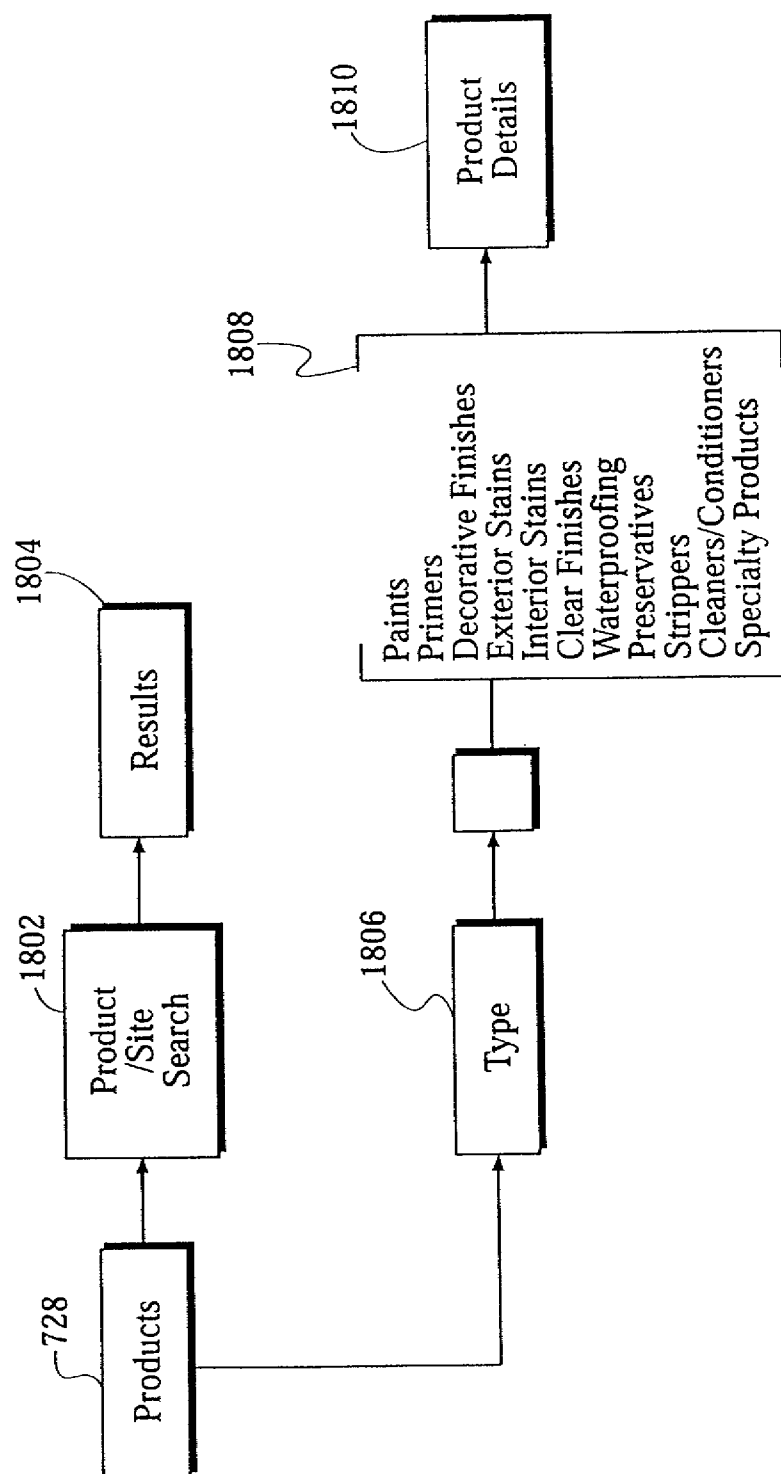 728
Products
1802
Product
/Site
Search
1804
Results
1806
Type
1808
Paints
Primers
Decorative Finishes
Exterior Stains
Interior Stains
Clear Finishes
Waterproofing
Preservatives
Strippers
Cleaners/Conditioners
Specialty Products
1810
Product
Details